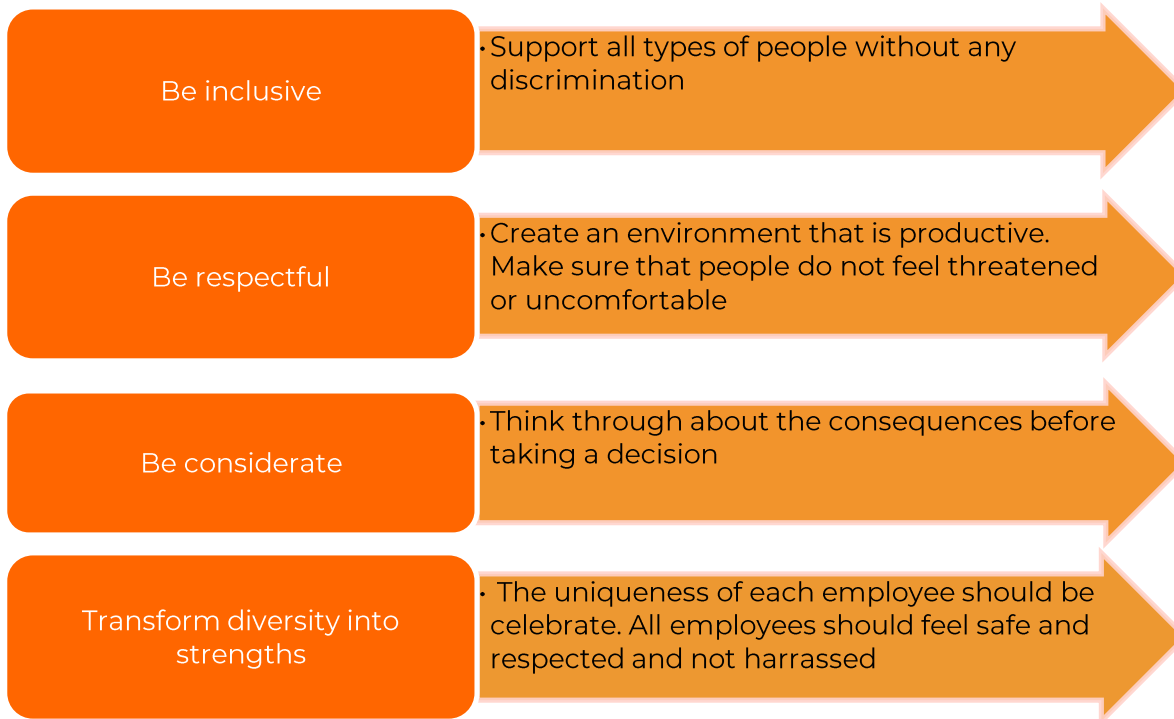 Be inclusive
•Support all types of people without any
discrimination
Be respectful
•Create an environment that is productive.
Make sure that people do not feel threatened
or uncomfortable
Be considerate
•Think through about the consequences before
taking a decision
Transform diversity into
strengths
• The uniqueness of each employee should be
celebrate. All employees should feel safe and
respected and not harrassed